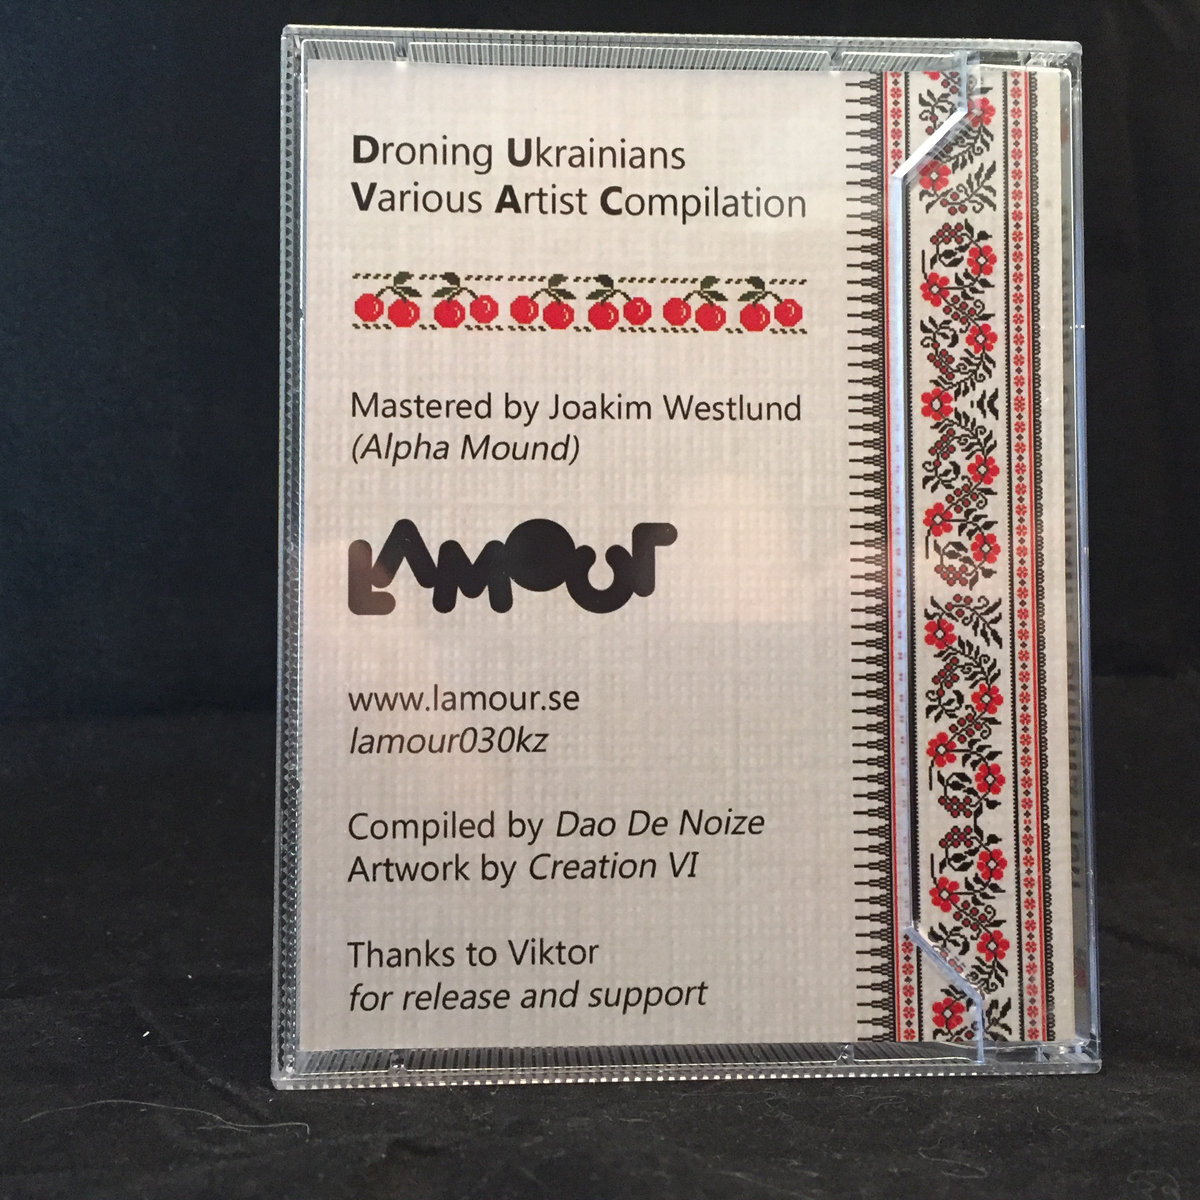 Droning Ukrainians
Various Artist Compilation
Mastered by Joakim Westlund
(Alpha Mound)
LAMOUr
www.lamour.se
lamour030kz
Compiled by Dao De Noize
Artwork by Creation VI
Thanks to Viktor
for release and support